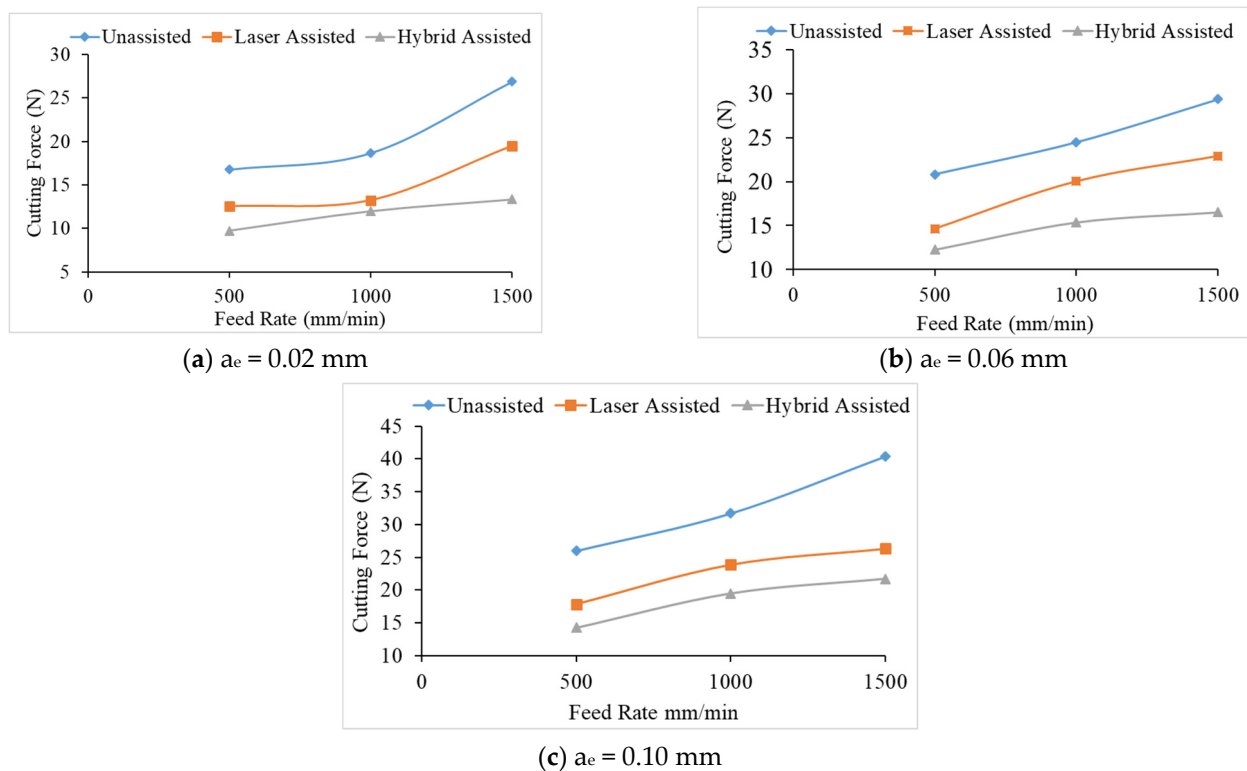 Unassisted Laser Assisted Hybrid Assisted
30
25
20
15
10
5
Cutting Force (N)
0 500 1000 1500
Feed Rate (mm/min)
(a) ae = 0.02 mm
Unassisted Laser Assisted Hybrid Assisted
35
30
25
20
15
10
Cutting Force (N)
0 500 1000 1500
Feed Rate (mm/min)
(b) ae = 0.06 mm
Unassisted Laser Assisted Hybrid Assisted
45
40
35
30
25
20
15
10
Cutting Force (N)
0 500 1000 1500
Feed Rate mm/min
(c) ae = 0.10 mm